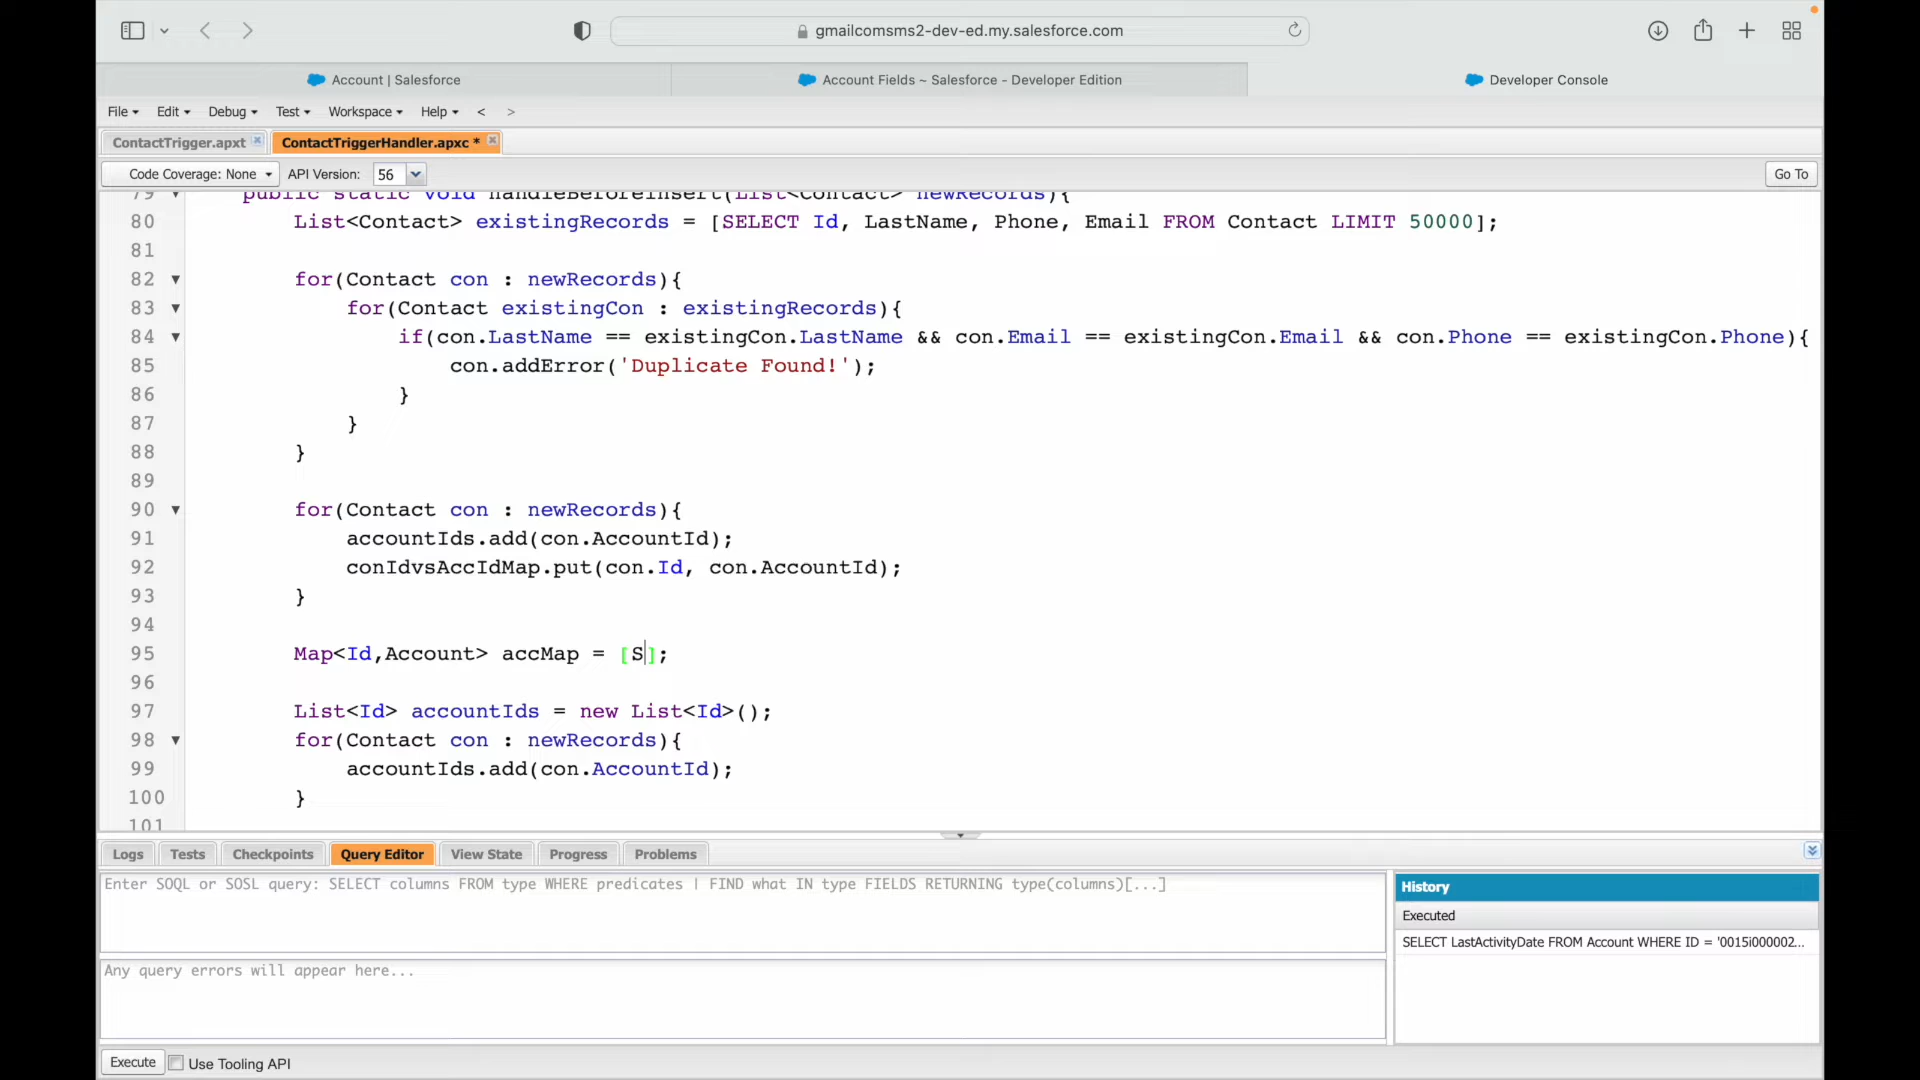 gmailcomsms2-dev-ed.my.salesforce.com
Account | Salesforce
Account Fields ~ Salesforce - Developer Edition
Developer Console
File Edit Debug Test Workspace Help < >
ContactTrigger.apxt
ContactTriggerHandler.apxc *
Code Coverage: None API Version: 56 Go To
79 public static void handleBeforeInsert(List<Contact> newRecords){
80 List<Contact> existingRecords = [SELECT Id, LastName, Phone, Email FROM Contact LIMIT 50000];
81
82 for(Contact con : newRecords){
83 for(Contact existingCon : existingRecords){
84 if(con.LastName == existingCon.LastName && con.Email == existingCon.Email && con.Phone == existingCon.Phone){
85 con.addError('Duplicate Found!');
86 }
87 }
88 }
89
90 for(Contact con : newRecords){
91 accountIds.add(con.AccountId);
92 conIdvsAccIdMap.put(con.Id, con.AccountId);
93 }
94
95 Map<Id,Account> accMap = [S];
96
97 List<Id> accountIds = new List<Id>();
98 for(Contact con : newRecords){
99 accountIds.add(con.AccountId);
100 }
101
Logs Tests Checkpoints Query Editor View State Progress Problems
Enter SOQL or SOSL query: SELECT columns FROM type WHERE predicates | FIND what IN type FIELDS RETURNING type(columns)[...]
History
Executed
SELECT LastActivityDate FROM Account WHERE ID = '0015i000002...
Any query errors will appear here...
Execute Use Tooling API